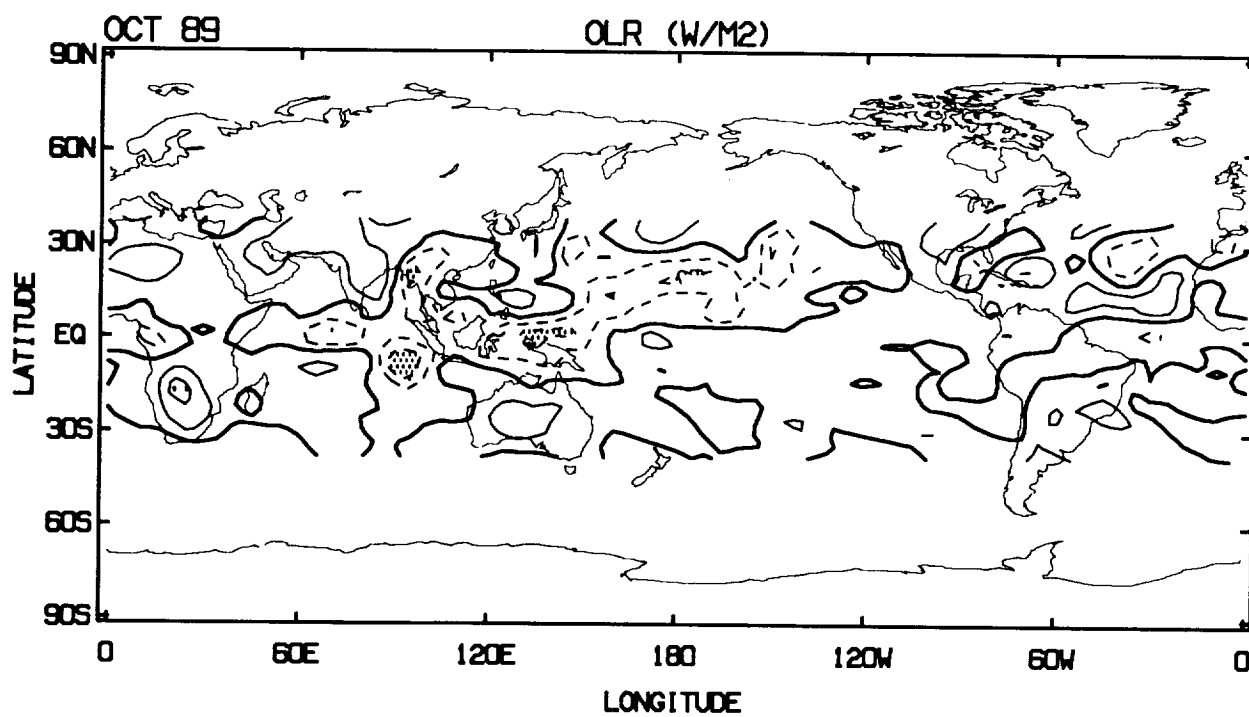 OCT 89 OLR (W/M2)
90N
60N
30N
EQ
30S
60S
90S
LATITUDE
0 60E 120E 180 120W 60W 0
LONGITUDE